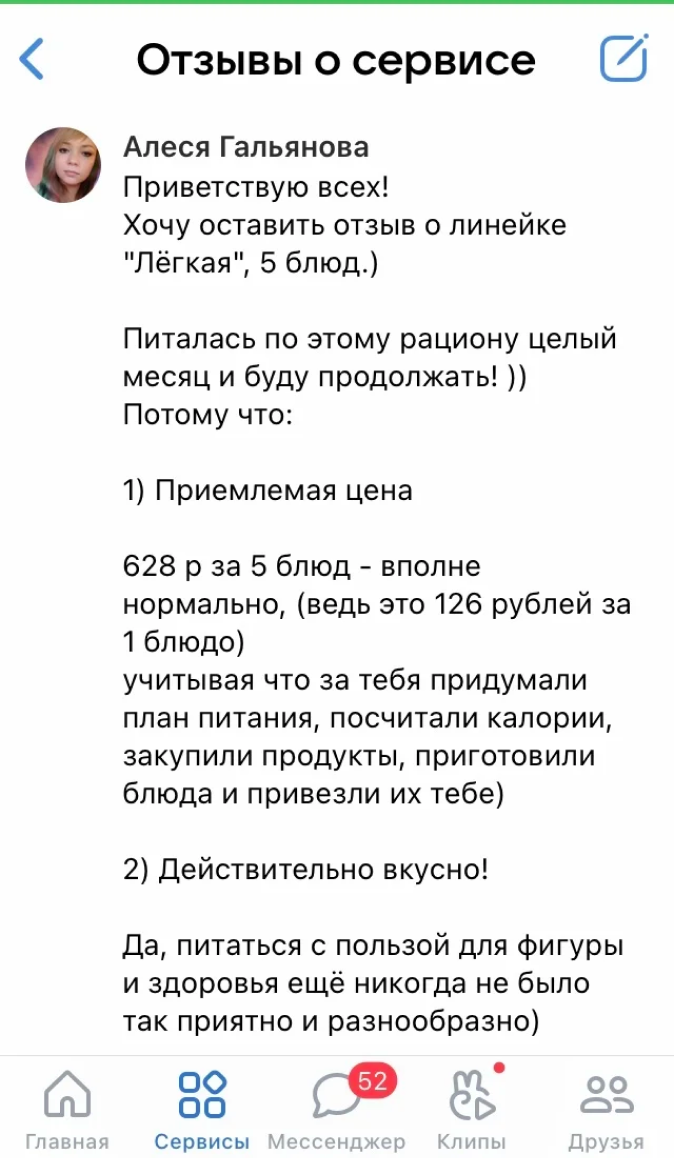 Отзывы о сервисе
Алеся Гальянова
Приветствую всех!
Хочу оставить отзыв о линейке
"Лёгкая", 5 блюд.)
Питалась по этому рациону целый
месяц и буду продолжать! ))
Потому что:
1) Приемлемая цена
628 р за 5 блюд - вполне
нормально, (ведь это 126 рублей за
1 блюдо)
учитывая что за тебя придумали
план питания, посчитали калории,
закупили продукты, приготовили
блюда и привезли их тебе)
2) Действительно вкусно!
Да, питаться с пользой для фигуры
и здоровья ещё никогда не было
так приятно и разнообразно)
52
Главная Сервисы Мессенджер Клипы Друзья